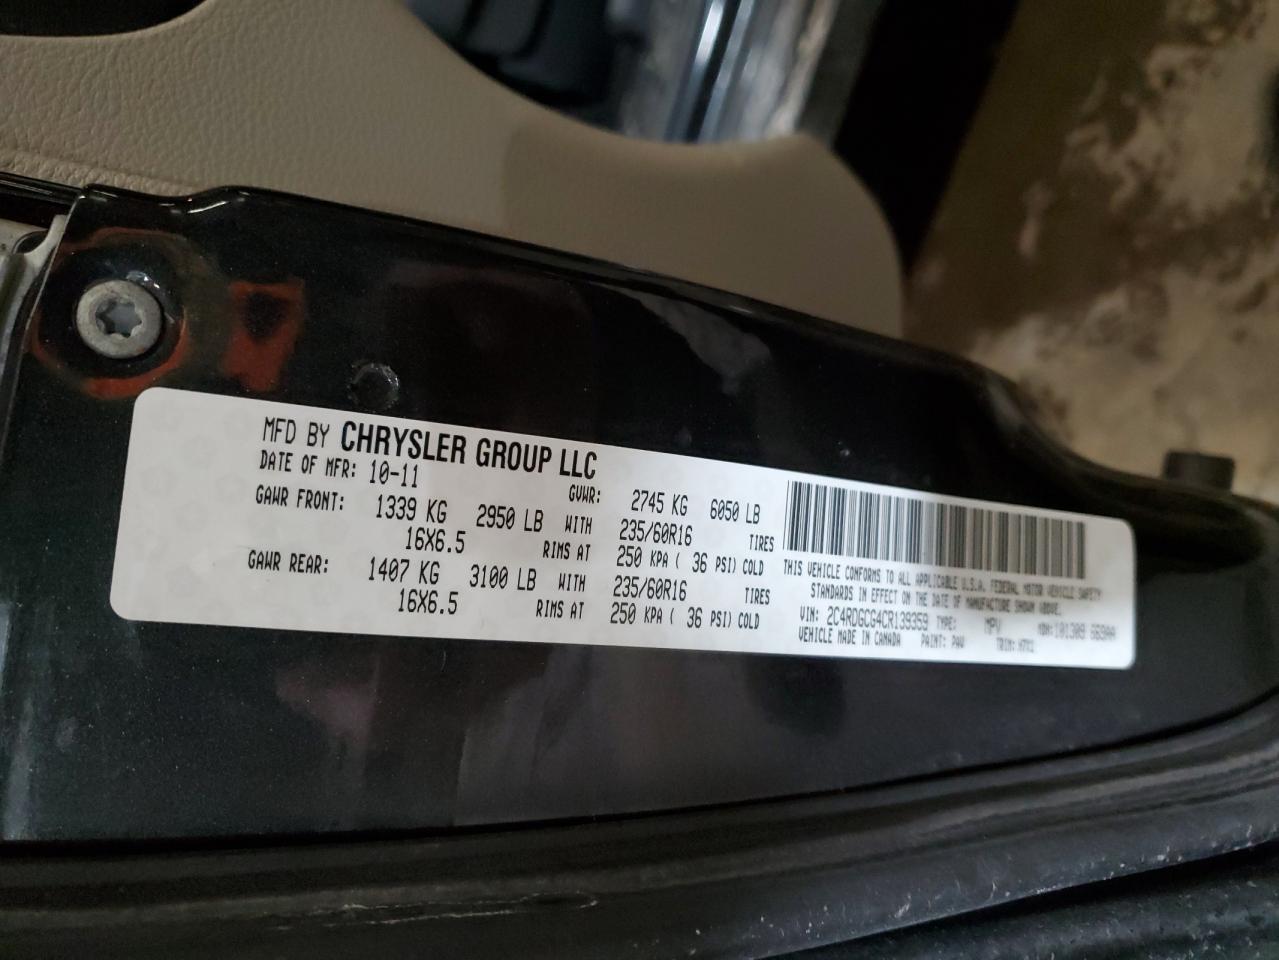 MFD BY CHRYSLER GROUP LLC
DATE OF MFR: 10-11 GVWR: 2745 KG 6050 LB
GAWR FRONT: 1339 KG 2950 LB WITH 235/60R16 TIRES
16X6.5 RIMS AT 250 KPA ( 36 PSI) COLD
GAWR REAR: 1407 KG 3100 LB WITH 235/60R16 TIRES
16X6.5 RIMS AT 250 KPA ( 36 PSI) COLD
THIS VEHICLE CONFORMS TO ALL APPLICABLE U.S.A. FEDERAL MOTOR VEHICLE SAFETY
STANDARDS IN EFFECT ON THE DATE OF MANUFACTURE SHOWN ABOVE.
VIN: 2C4RDGCG4CR139359 TYPE: MPV MDH: 101309
VEHICLE MADE IN CANADA PAINT: TRIM: